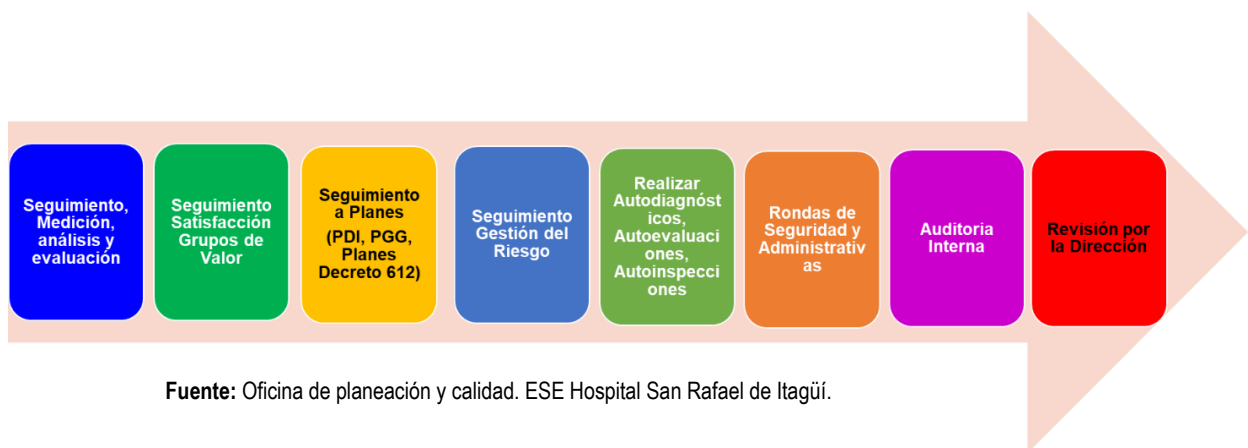 Seguimiento,
Medición,
análisis y
evaluación
Seguimiento
Satisfacción
Grupos de
Valor
Seguimiento
a Planes
(PDI, PGG,
Planes
Decreto 612)
Seguimiento
Gestión del
Riesgo
Realizar
Autodiagnóst
icos,
Autoevaluaci
ones,
Autoinspecci
ones
Rondas de
Seguridad y
Administrativ
as
Auditoria
Interna
Revisión por
la Dirección
Fuente: Oficina de planeación y calidad. ESE Hospital San Rafael de Itagüí.